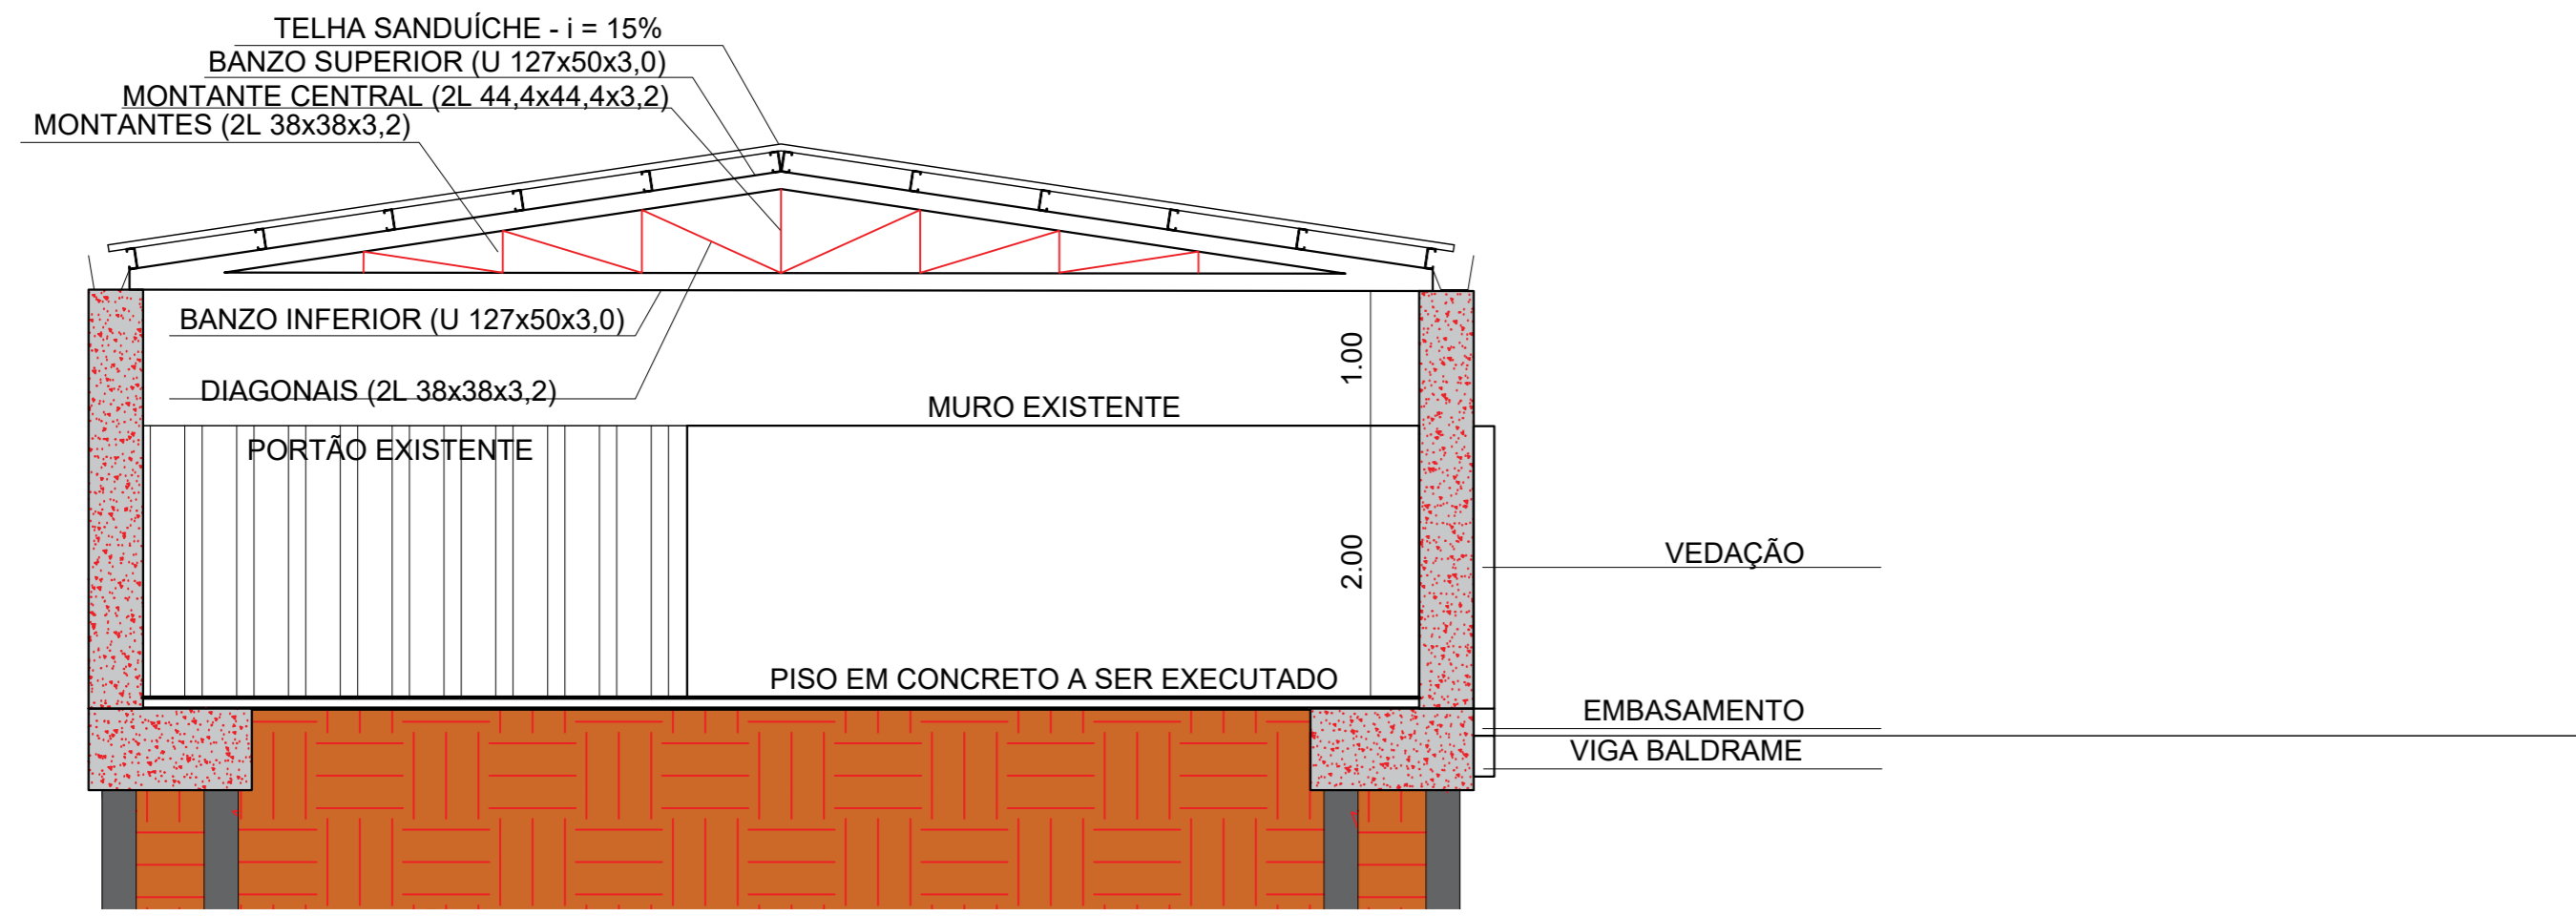 TELHA SANDUÍCHE - i = 15%
BANZO SUPERIOR (U 127x50x3,0)
MONTANTE CENTRAL (2L 44,4x44,4x3,2)
MONTANTES (2L 38x38x3,2)
BANZO INFERIOR (U 127x50x3,0)
1.00
DIAGONAIS (2L 38x38x3,2)
MURO EXISTENTE
PORTÃO EXISTENTE
2.00
VEDAÇÃO
PISO EM CONCRETO A SER EXECUTADO
EMBASAMENTO
VIGA BALDRAME